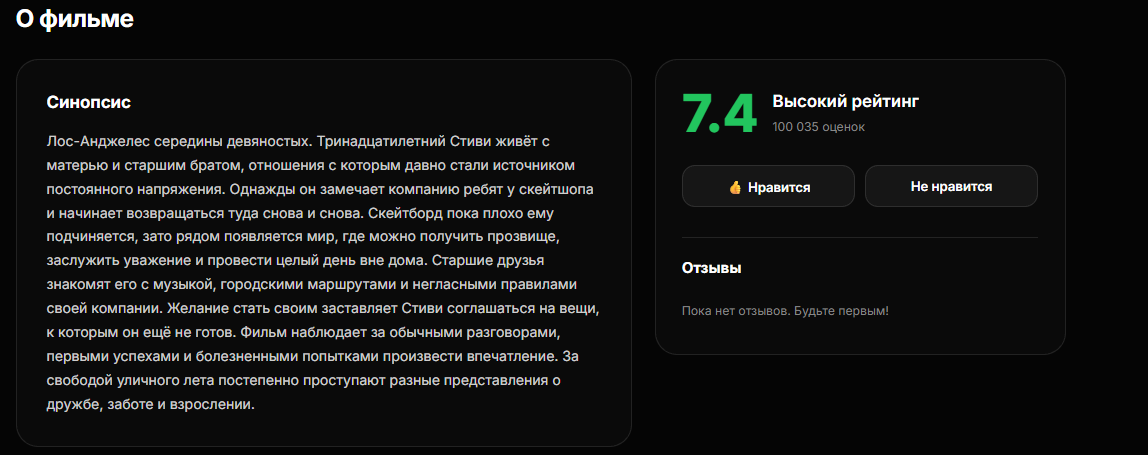 О фильме
Синопсис
Лос-Анджелес середины девяностых. Тринадцатилетний Стиви живёт с
матерью и старшим братом, отношения с которым давно стали источником
постоянного напряжения. Однажды он замечает компанию ребят у скейтшопа
и начинает возвращаться туда снова и снова. Скейтборд пока плохо ему
подчиняется, зато рядом появляется мир, где можно получить прозвище,
заслужить уважение и провести целый день вне дома. Старшие друзья
знакомят его с музыкой, городскими маршрутами и негласными правилами
своей компании. Желание стать своим заставляет Стиви соглашаться на вещи,
к которым он ещё не готов. Фильм наблюдает за обычными разговорами,
первыми успехами и болезненными попытками произвести впечатление. За
свободой уличного лета постепенно проступают разные представления о
дружбе, заботе и взрослении.
7.4
Высокий рейтинг
100 035 оценок
👍 Нравится
Не нравится
Отзывы
Пока нет отзывов. Будьте первым!